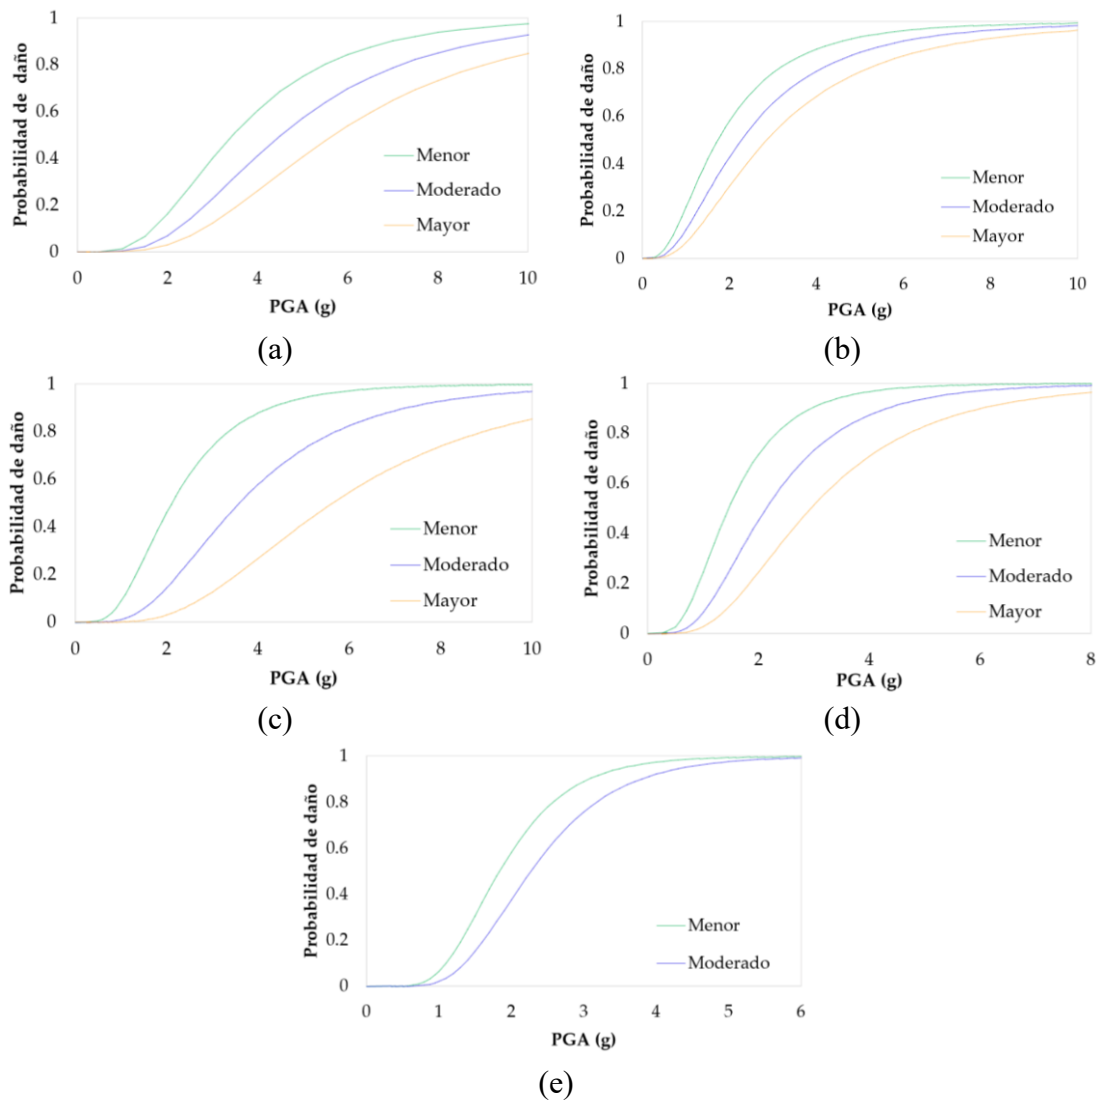 1
0.8
0.6
0.4
0.2
0
Probabilidad de daño
Menor
Moderado
Mayor
0 2 4 6 8 10
PGA (g)
(a)
1
0.8
0.6
0.4
0.2
0
Probabilidad de daño
Menor
Moderado
Mayor
0 2 4 6 8 10
PGA (g)
(b)
1
0.8
0.6
0.4
0.2
0
Probabilidad de daño
Menor
Moderado
Mayor
0 2 4 6 8 10
PGA (g)
(c)
1
0.8
0.6
0.4
0.2
0
Probabilidad de daño
Menor
Moderado
Mayor
0 2 4 6 8
PGA (g)
(d)
1
0.8
0.6
0.4
0.2
0
Probabilidad de daño
Menor
Moderado
0 1 2 3 4 5 6
PGA (g)
(e)